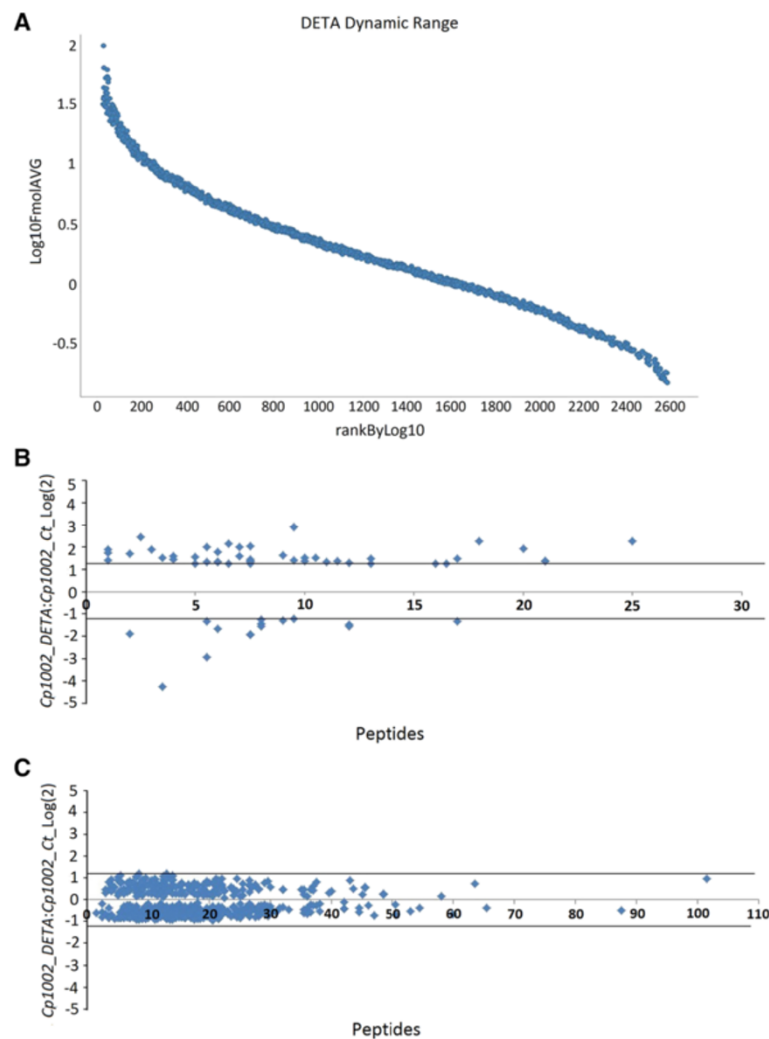 A
DETA Dynamic Range
Log10FmolAVG
2
1.5
1
0.5
0
-0.5
0 200 400 600 800 1000 1200 1400 1600 1800 2000 2200 2400 2600
rankByLog10
B
Cp1002_DETA:Cp1002_Ct_Log(2)
5
4
3
2
1
0
-1
-2
-3
-4
-5
0 5 10 15 20 25 30
Peptides
C
Cp1002_DETA:Cp1002_Ct_Log(2)
5
4
3
2
1
0
-1
-2
-3
-4
-5
0 10 20 30 40 50 60 70 80 90 100 110
Peptides